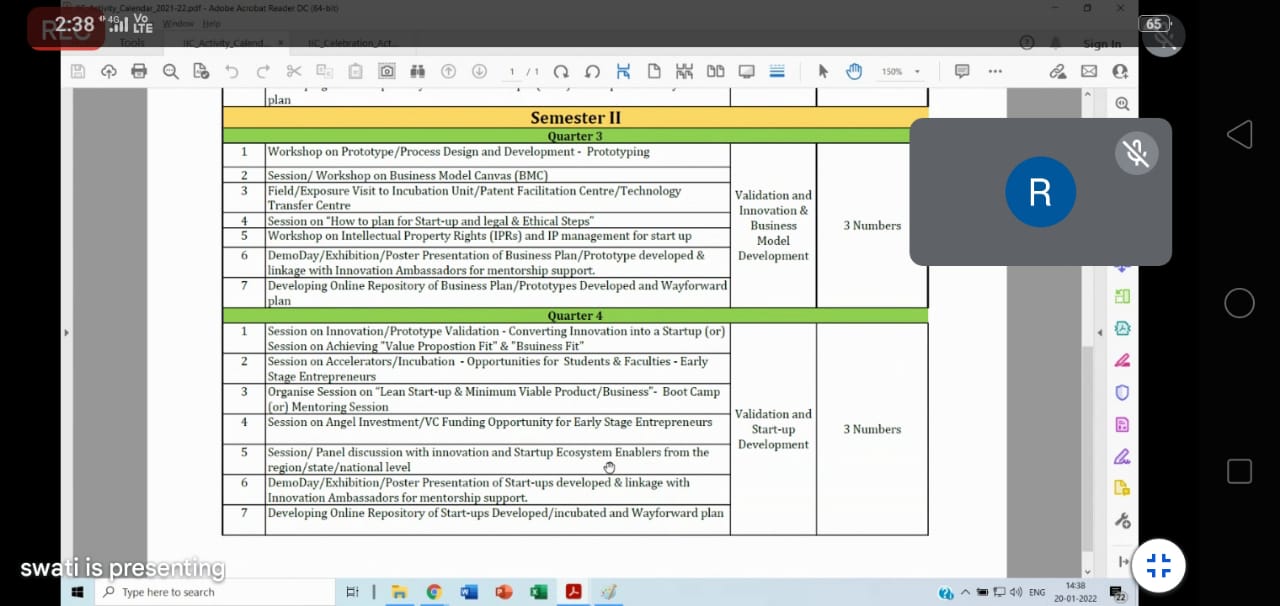 IIC_Activity_Calendar_2021-22.pdf - Adobe Acrobat Reader DC (64-bit)
2:38 4G Vo LTE
REC
65
Window Help
Tools
IIC_Activity_Calend...
IIC_Celebration_Act...
Sign In
1 / 1
150%
plan
Semester II
Quarter 3
1 Workshop on Prototype/Process Design and Development - Prototyping
2 Session/ Workshop on Business Model Canvas (BMC)
3 Field/Exposure Visit to Incubation Unit/Patent Facilitation Centre/Technology
Transfer Centre
4 Session on "How to plan for Start-up and legal & Ethical Steps"
5 Workshop on Intellectual Property Rights (IPRs) and IP management for start up
6 DemoDay/Exhibition/Poster Presentation of Business Plan/Prototype developed &
linkage with Innovation Ambassadors for mentorship support.
7 Developing Online Repository of Business Plan/Prototypes Developed and Wayforward
plan
Validation and
Innovation &
Business
Model
Development
3 Numbers
R
Quarter 4
1 Session on Innovation/Prototype Validation - Converting Innovation into a Startup (or)
Session on Achieving "Value Propostion Fit" & "Bsuiness Fit"
2 Session on Accelerators/Incubation - Opportunities for Students & Faculties - Early
Stage Entrepreneurs
3 Organise Session on "Lean Start-up & Minimum Viable Product/Business"- Boot Camp
(or) Mentoring Session
4 Session on Angel Investment/VC Funding Opportunity for Early Stage Entrepreneurs
5 Session/ Panel discussion with innovation and Startup Ecosystem Enablers from the
region/state/national level
6 DemoDay/Exhibition/Poster Presentation of Start-ups developed & linkage with
Innovation Ambassadors for mentorship support.
7 Developing Online Repository of Start-ups Developed/incubated and Wayforward plan
Validation and
Start-up
Development
3 Numbers
swati is presenting
Type here to search
ENG
14:38
20-01-2022
22